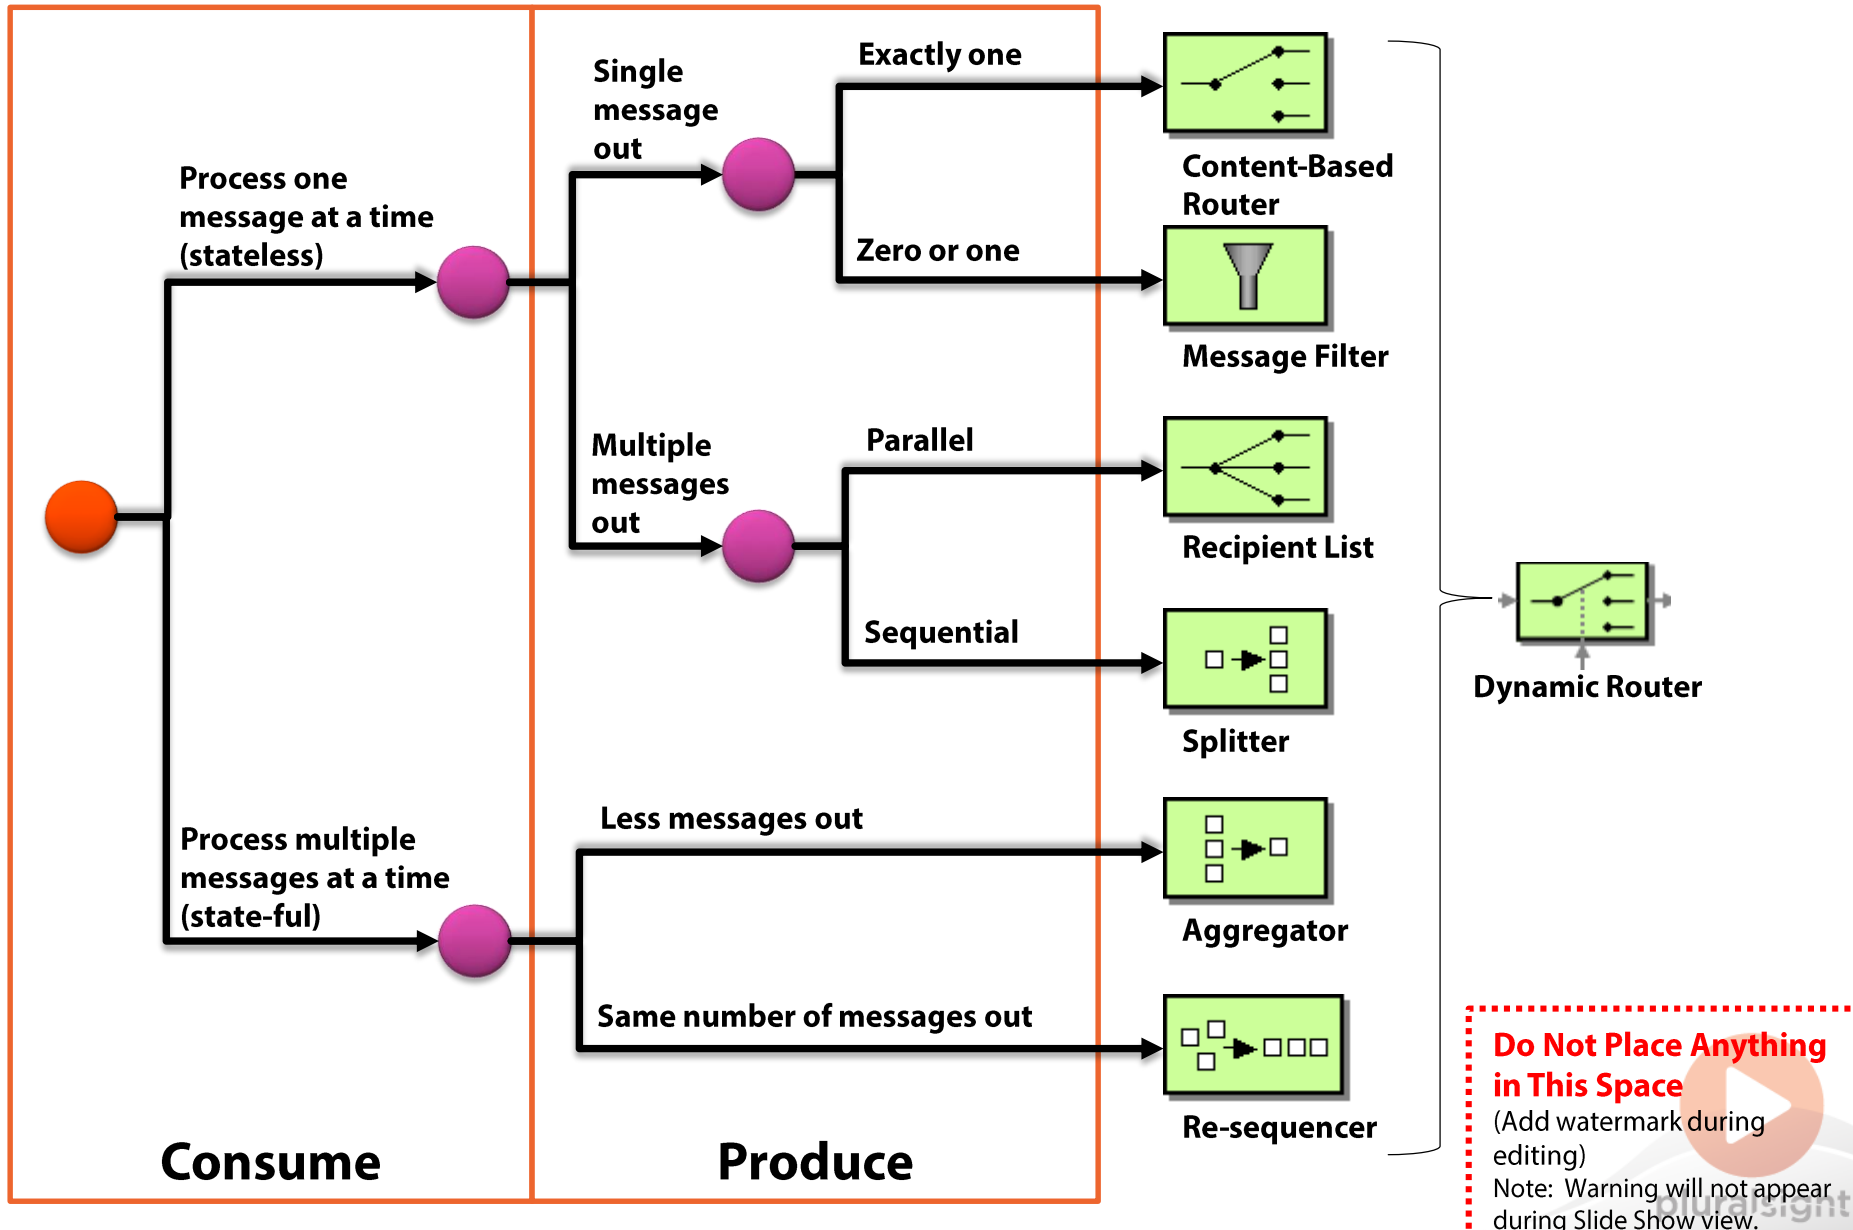 Process one
message at a time
(stateless)
Single
message
out
Exactly one
Content-Based
Router
Zero or one
Message Filter
Multiple
messages
out
Parallel
Recipient List
Sequential
Splitter
Dynamic Router
Process multiple
messages at a time
(state-ful)
Less messages out
Aggregator
Same number of messages out
Re-sequencer
Consume
Produce
Do Not Place Anything
in This Space
(Add watermark during
editing)
Note:  Warning will not appear
during Slide Show view.
pluralsight